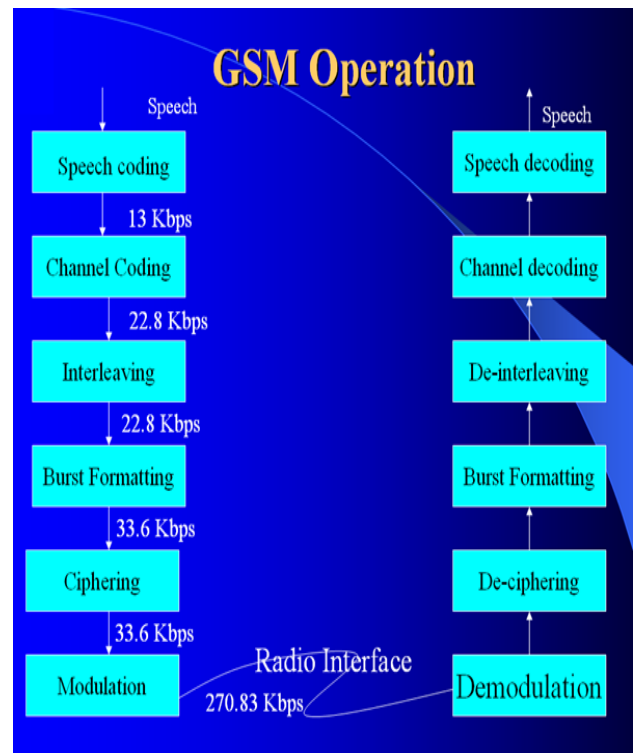 GSM Operation
Speech
Speech coding
13 Kbps
Channel Coding
22.8 Kbps
Interleaving
22.8 Kbps
Burst Formatting
33.6 Kbps
Ciphering
33.6 Kbps
Modulation
Radio Interface
270.83 Kbps
Speech
Speech decoding
Channel decoding
De-interleaving
Burst Formatting
De-ciphering
Demodulation